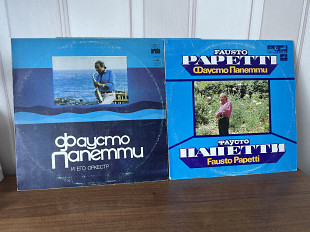 Фаусто
Папетти
И ЕГО ОРКЕСТР
FAUSTO
PAPETTI
Фаусто Папетти
ФАУСТО
ПАПЕТТИ
Fausto Papetti